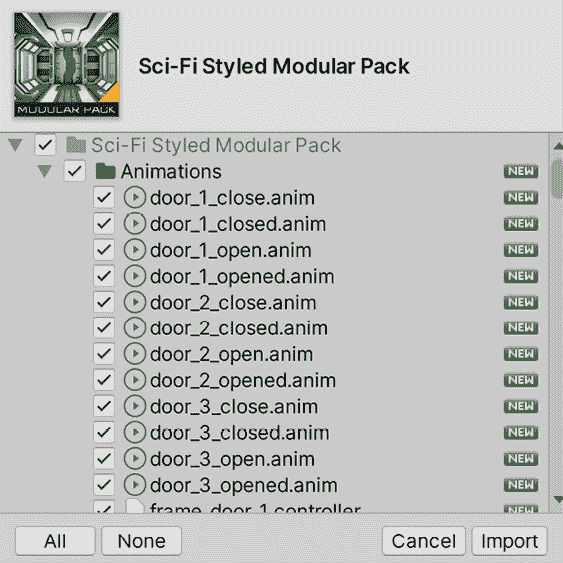 MODULAR PACK
Sci-Fi Styled Modular Pack
Sci-Fi Styled Modular Pack
Animations NEW
door_1_close.anim NEW
door_1_closed.anim NEW
door_1_open.anim NEW
door_1_opened.anim NEW
door_2_close.anim NEW
door_2_closed.anim NEW
door_2_open.anim NEW
door_2_opened.anim NEW
door_3_close.anim NEW
door_3_closed.anim NEW
door_3_open.anim NEW
door_3_opened.anim NEW
frame_door_1.controller NEW
All None Cancel Import